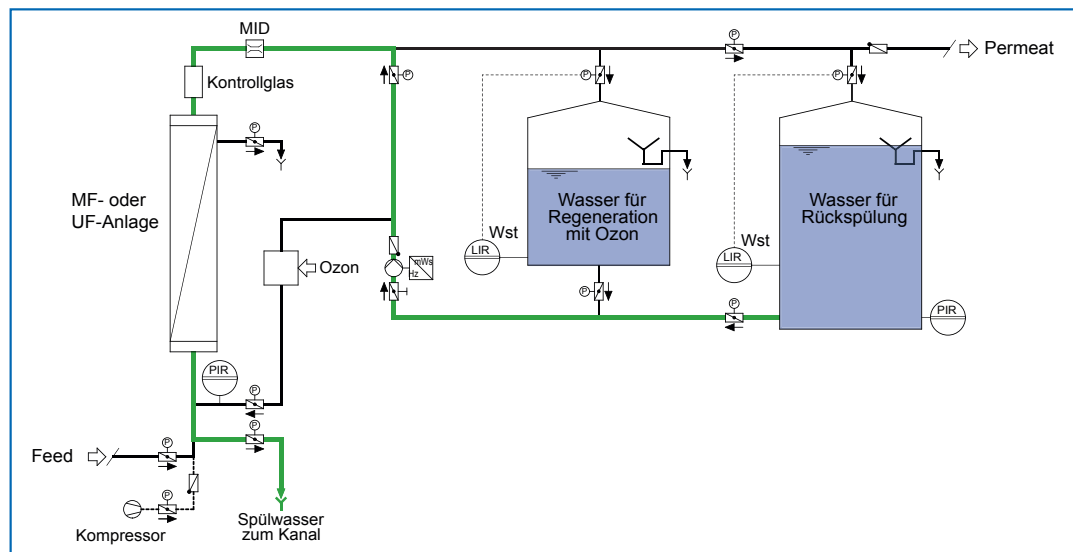 MID
P
P
P
P
Permeat
Kontrollglas
P
P
MF- oder
UF-Anlage
Wasser für
Regeneration
mit Ozon
Wasser für
Rückspülung
Wst
LIR
Wst
LIR
Ozon
mWs
Hz
P
P
PIR
PIR
P
P
Feed
P
P
Kompressor
Spülwasser
zum Kanal